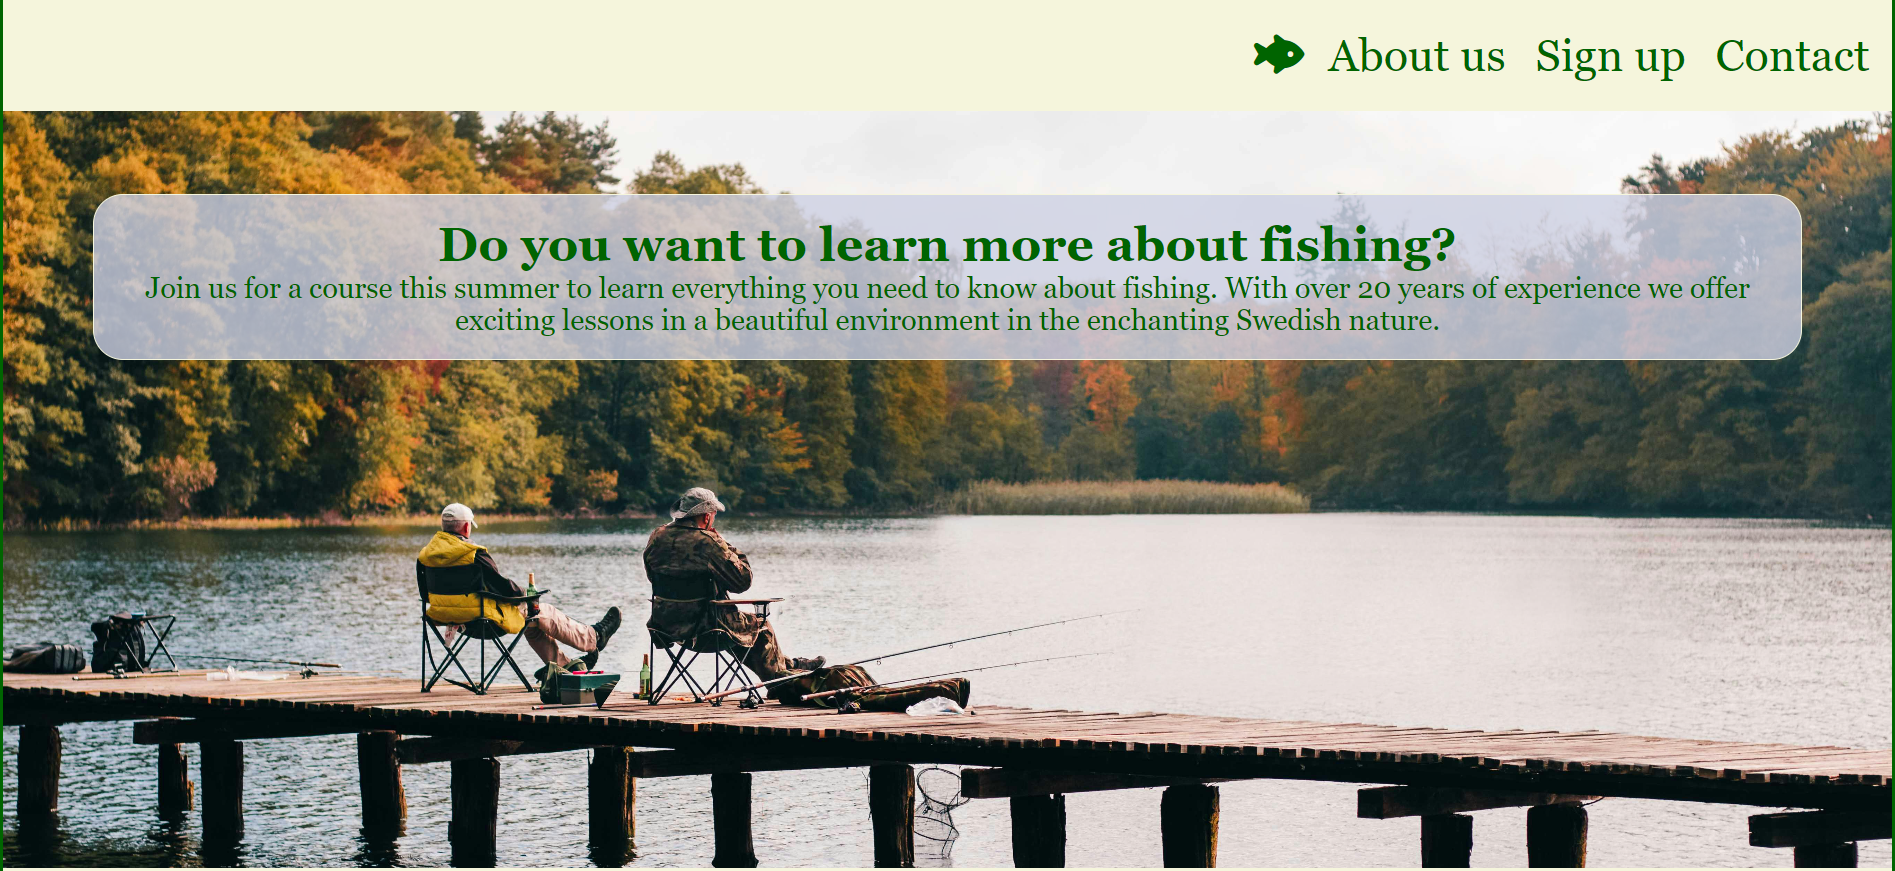 About us Sign up Contact
Do you want to learn more about fishing?
Join us for a course this summer to learn everything you need to know about fishing. With over 20 years of experience we offer
exciting lessons in a beautiful environment in the enchanting Swedish nature.